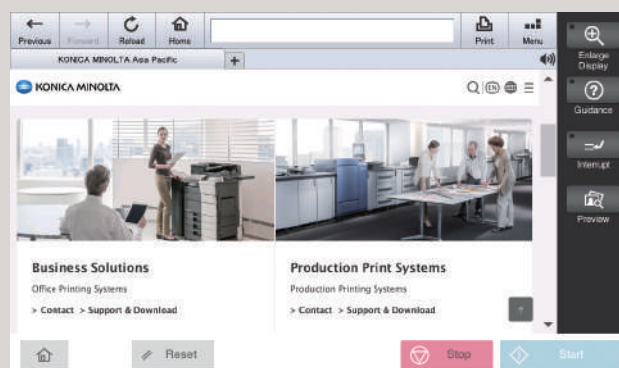 Previous Forward Reload Home Print Menu
KONICA MINOLTA Asia Pacific +
KONICA MINOLTA EN
Business Solutions
Office Printing Systems
> Contact > Support & Download
Production Print Systems
Production Printing Systems
> Contact > Support & Download
Enlarge
Display
Guidance
Interrupt
Preview
Reset Stop Start